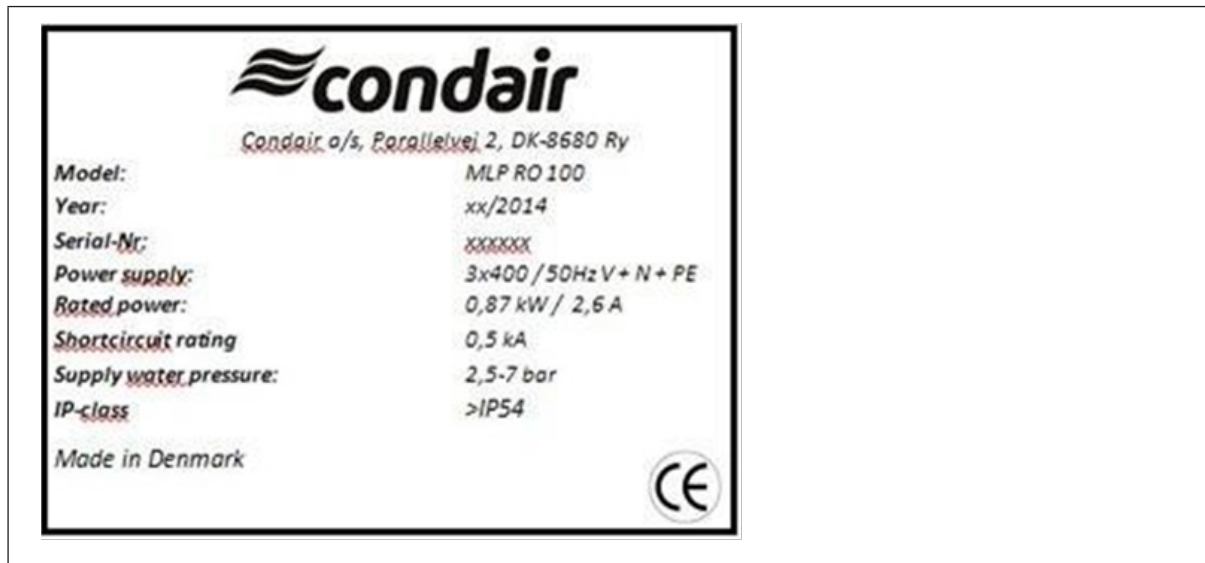 condair
Condair a/s, Parallelvej 2, DK-8680 Ry
Model: MLP RO 100
Year: xx/2014
Serial-Nr: xxxxxx
Power supply: 3x400 / 50Hz V + N + PE
Rated power: 0,87 kW / 2,6 A
Shortcircuit rating 0,5 kA
Supply water pressure: 2,5-7 bar
IP-class >IP54
Made in Denmark
CE